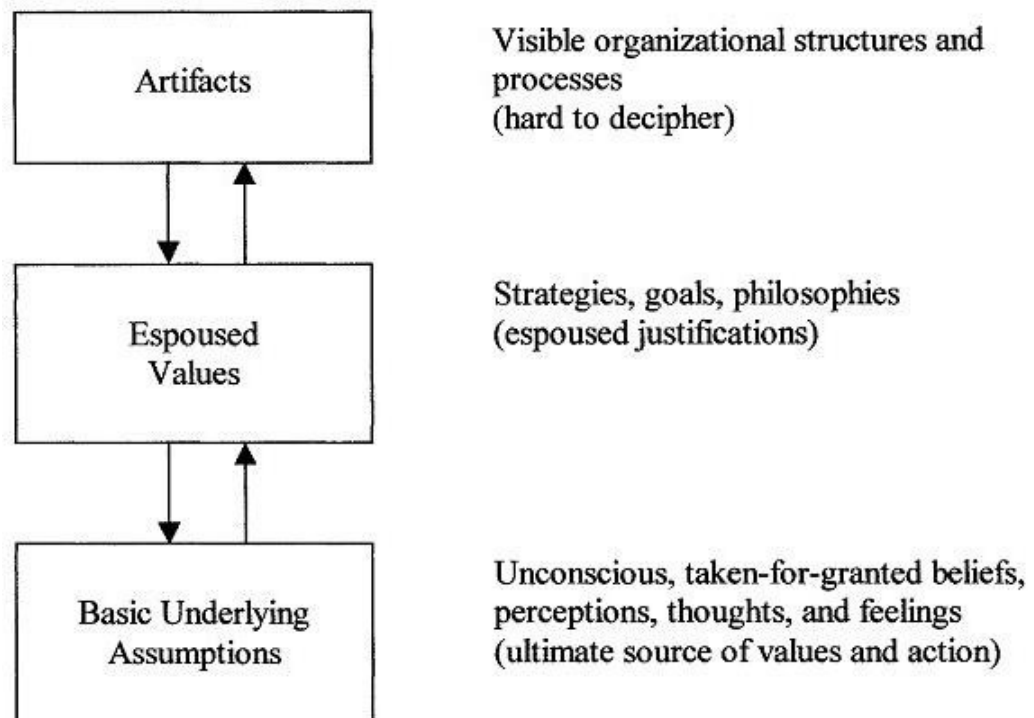 Artifacts
Visible organizational structures and
processes
(hard to decipher)
Espoused
Values
Strategies, goals, philosophies
(espoused justifications)
Basic Underlying
Assumptions
Unconscious, taken-for-granted beliefs,
perceptions, thoughts, and feelings
(ultimate source of values and action)